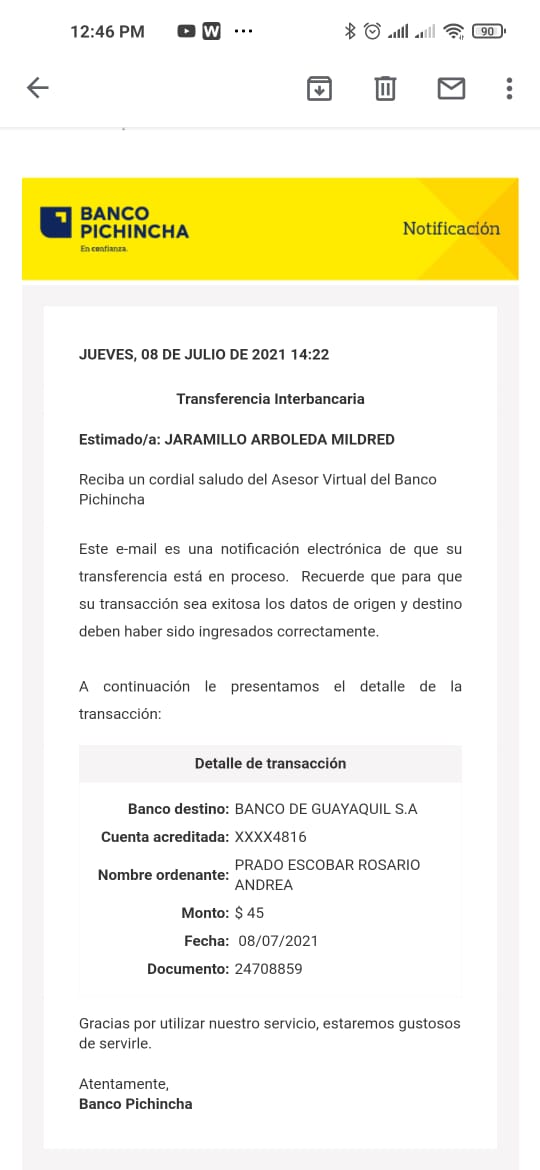 12:46 PM
W
90
BANCO
PICHINCHA
En confianza.
Notificación
JUEVES, 08 DE JULIO DE 2021 14:22
Transferencia Interbancaria
Estimado/a: JARAMILLO ARBOLEDA MILDRED
Reciba un cordial saludo del Asesor Virtual del Banco
Pichincha
Este e-mail es una notificación electrónica de que su
transferencia está en proceso. Recuerde que para que
su transacción sea exitosa los datos de origen y destino
deben haber sido ingresados correctamente.
A continuación le presentamos el detalle de la
transacción:
Detalle de transacción
Banco destino: BANCO DE GUAYAQUIL S.A
Cuenta acreditada: XXXX4816
Nombre ordenante: PRADO ESCOBAR ROSARIO
ANDREA
Monto: $ 45
Fecha: 08/07/2021
Documento: 24708859
Gracias por utilizar nuestro servicio, estaremos gustosos
de servirle.
Atentamente,
Banco Pichincha